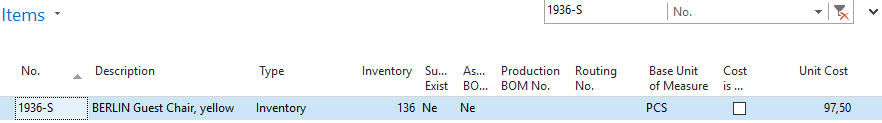 Items
1936-S No.
No. Description Type Inventory Su... Exist As... BO... Production BOM No. Routing No. Base Unit of Measure Cost is ... Unit Cost
1936-S BERLIN Guest Chair, yellow Inventory 136 Ne Ne PCS 97,50